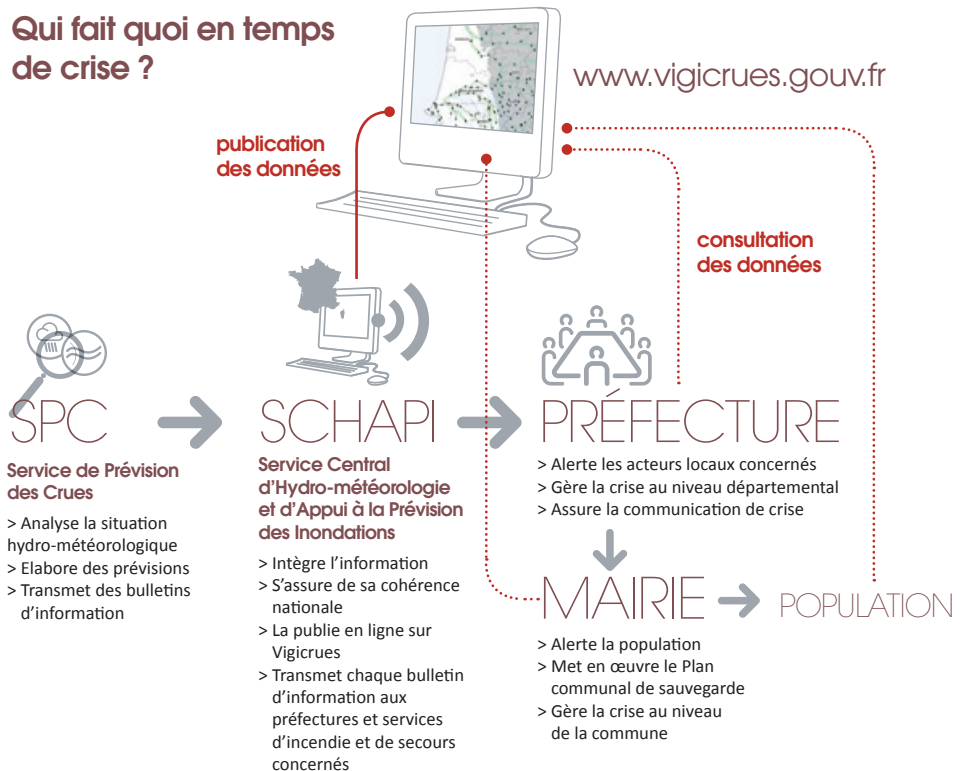 Qui fait quoi en temps
de crise ?
www.vigicrues.gouv.fr
publication
des données
consultation
des données
SPC
Service de Prévision
des Crues
> Analyse la situation
hydro-météorologique
> Elabore des prévisions
> Transmet des bulletins
d'information
SCHAPI
Service Central
d'Hydro-météorologie
et d'Appui à la Prévision
des Inondations
> Intègre l'information
> S'assure de sa cohérence
nationale
> La publie en ligne sur
Vigicrues
> Transmet chaque bulletin
d'information aux
préfectures et services
d'incendie et de secours
concernés
PRÉFECTURE
> Alerte les acteurs locaux concernés
> Gère la crise au niveau départemental
> Assure la communication de crise
MAIRIE
> Alerte la population
> Met en œuvre le Plan
communal de sauvegarde
> Gère la crise au niveau
de la commune
POPULATION